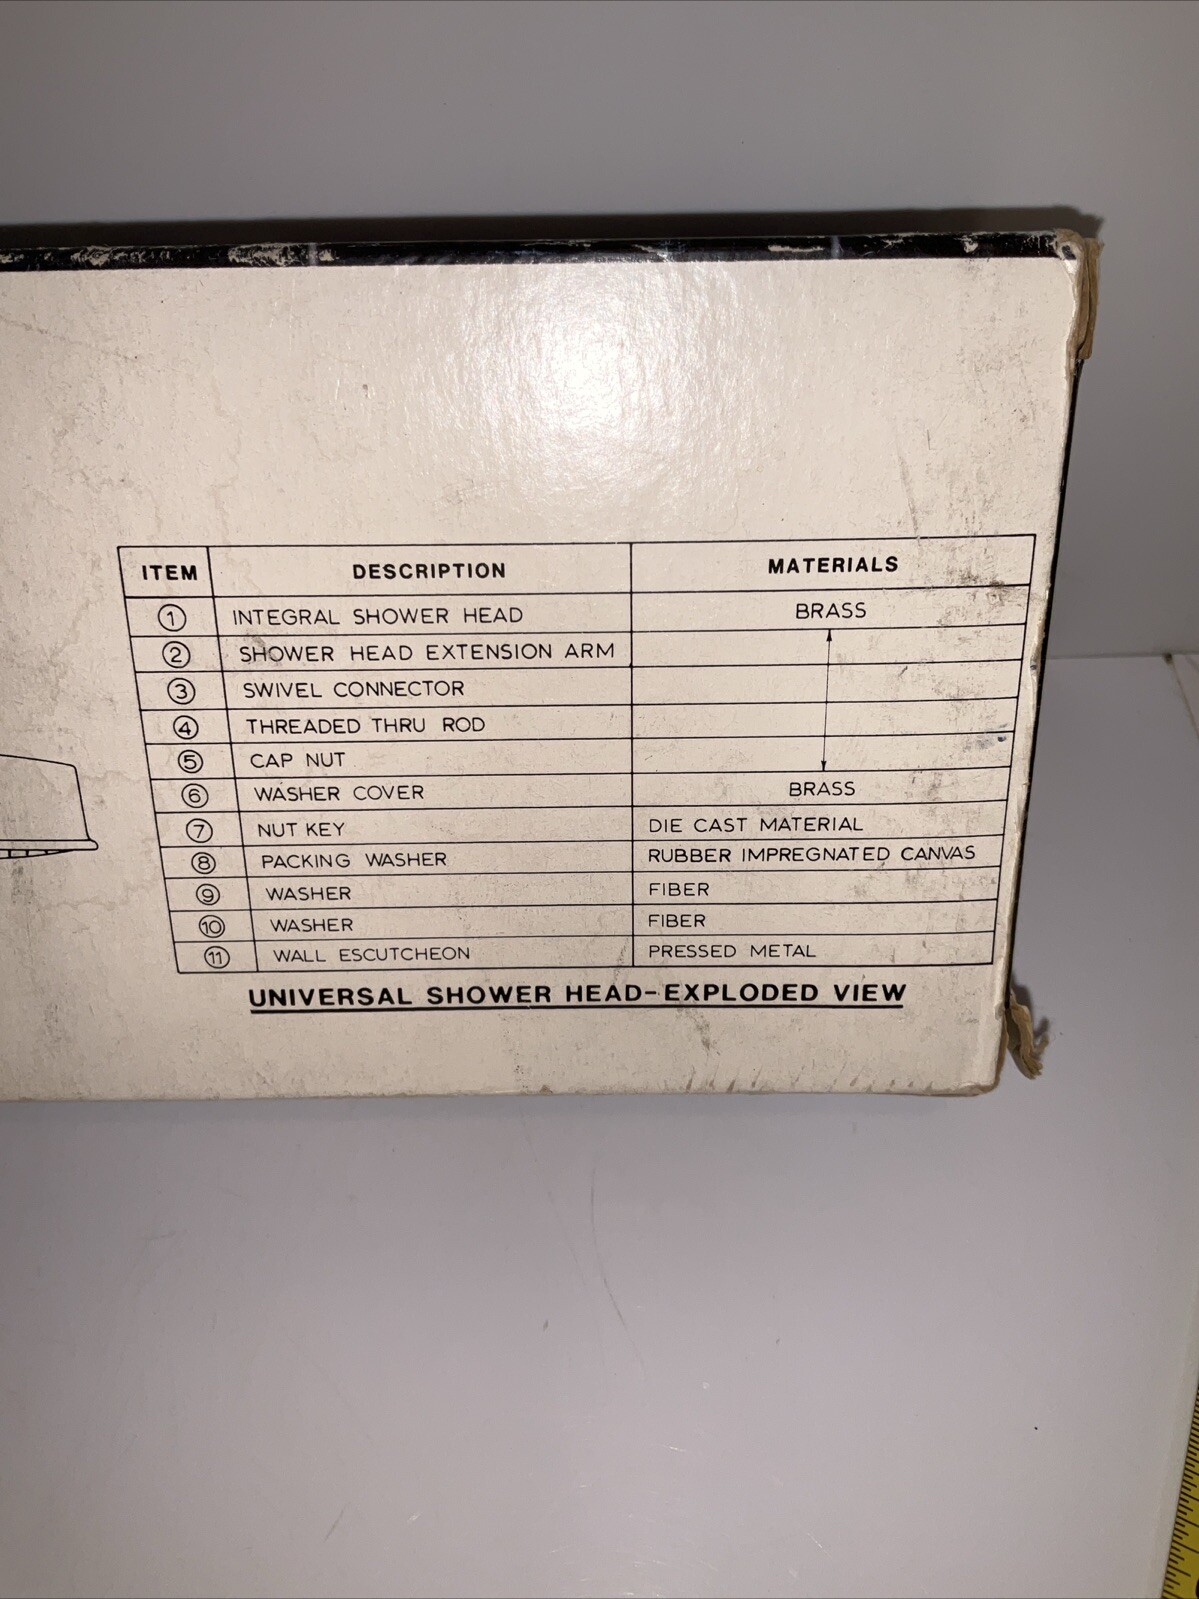 ITEM DESCRIPTION MATERIALS
1 INTEGRAL SHOWER HEAD BRASS
2 SHOWER HEAD EXTENSION ARM
3 SWIVEL CONNECTOR
4 THREADED THRU ROD
5 CAP NUT
6 WASHER COVER BRASS
7 NUT KEY DIE CAST MATERIAL
8 PACKING WASHER RUBBER IMPREGNATED CANVAS
9 WASHER FIBER
10 WASHER FIBER
11 WALL ESCUTCHEON PRESSED METAL
UNIVERSAL SHOWER HEAD-EXPLODED VIEW